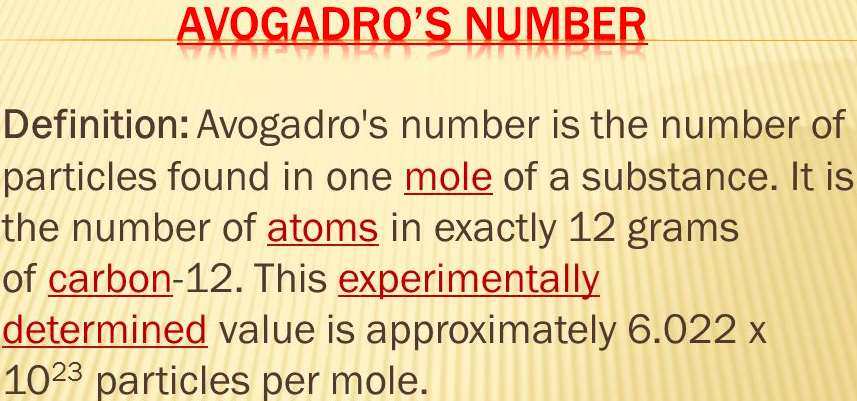 AVOGADRO’S NUMBER
Definition: Avogadro's number is the number of
particles found in one mole of a substance. It is
the number of atoms in exactly 12 grams
of carbon-12. This experimentally
determined value is approximately 6.022 x
10²³ particles per mole.